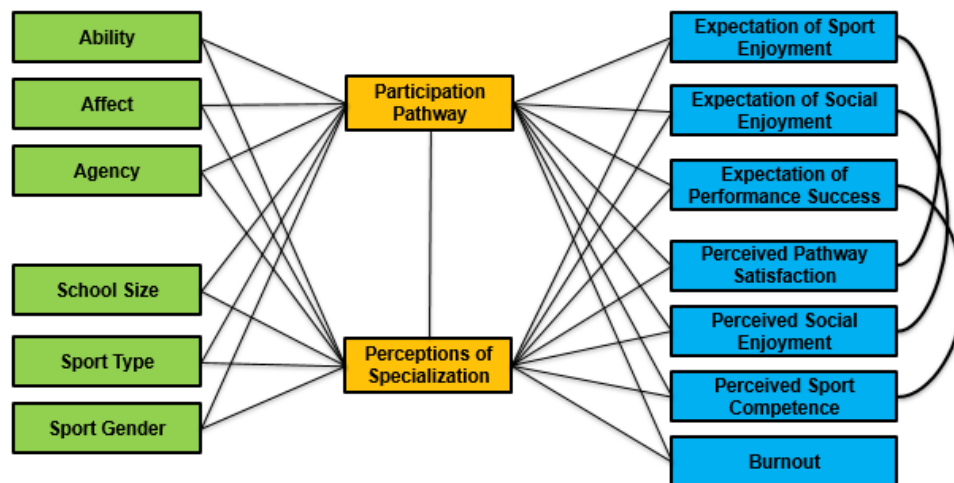 Ability
Affect
Agency
School Size
Sport Type
Sport Gender
Participation
Pathway
Perceptions of
Specialization
Expectation of Sport
Enjoyment
Expectation of Social
Enjoyment
Expectation of
Performance Success
Perceived Pathway
Satisfaction
Perceived Social
Enjoyment
Perceived Sport
Competence
Burnout